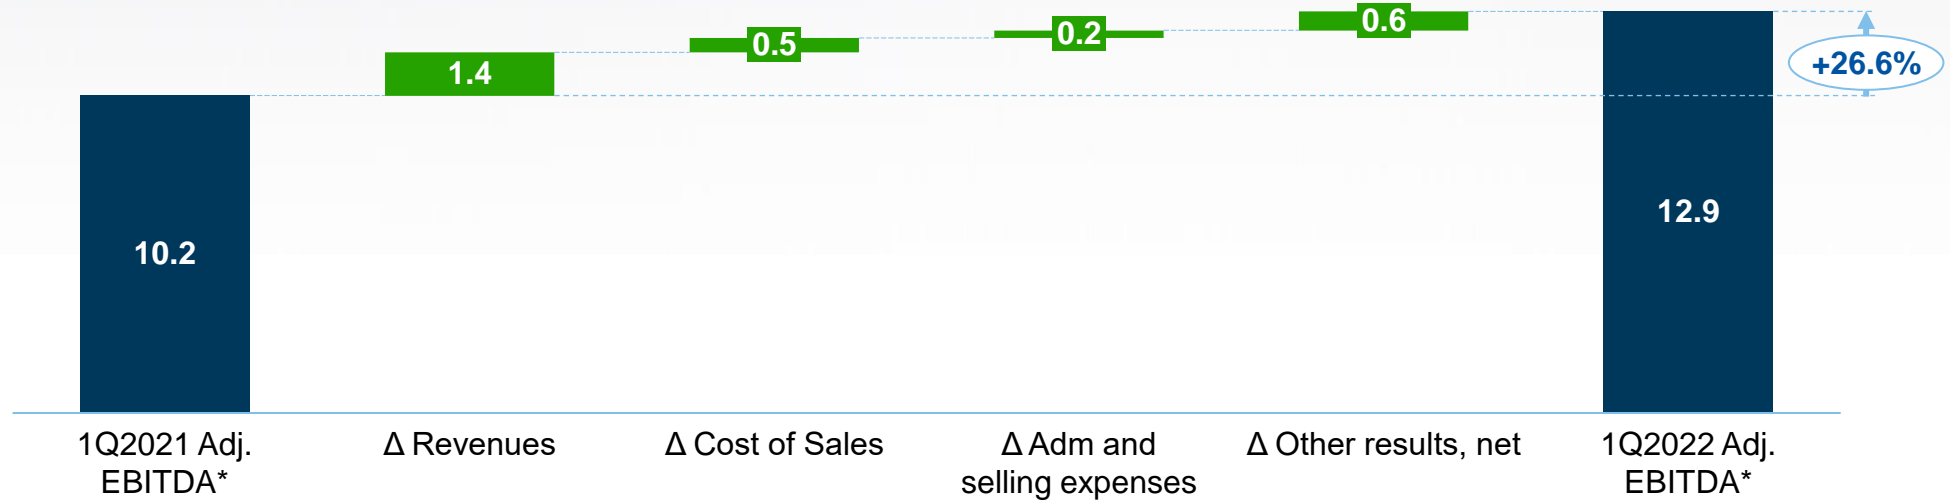 0.6
0.2
0.5
1.4
+26.6%
10.2
12.9
1Q2021 Adj.
EBITDA*
Δ Revenues
Δ Cost of Sales
Δ Adm and
selling expenses
Δ Other results, net
1Q2022 Adj.
EBITDA*